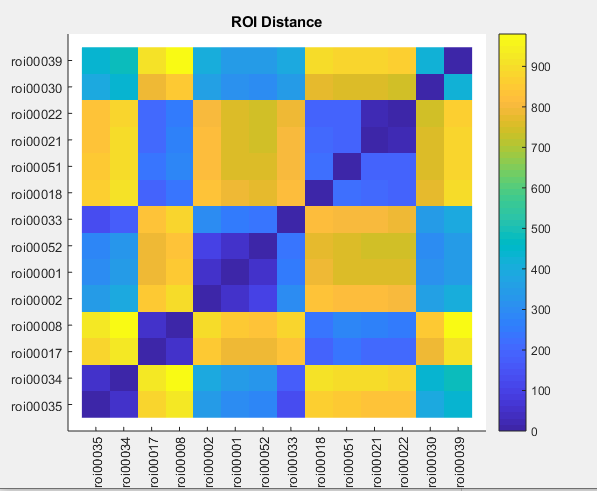 ROI Distance
roi00039
roi00030
roi00022
roi00021
roi00051
roi00018
roi00033
roi00052
roi00001
roi00002
roi00008
roi00017
roi00034
roi00035
roi00035
roi00034
roi00017
roi00008
roi00002
roi00001
roi00052
roi00033
roi00018
roi00051
roi00021
roi00022
roi00030
roi00039
900
800
700
600
500
400
300
200
100
0